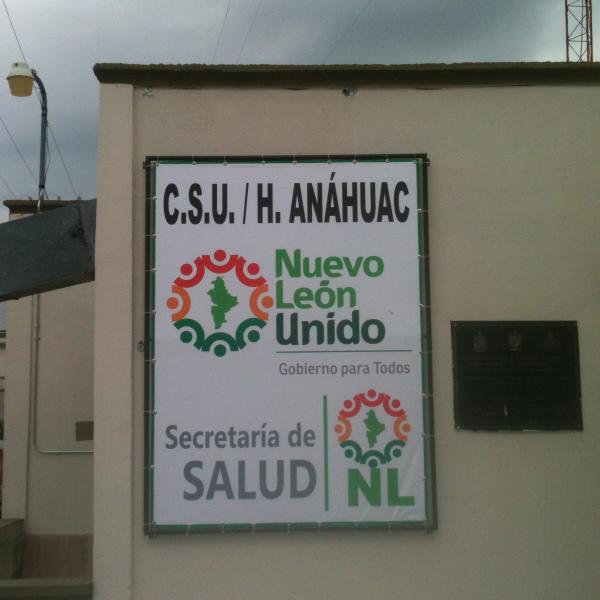 C.S.U. / H. ANÁHUAC
Nuevo
León
Unido
Gobierno para Todos
Secretaría de
SALUD
NL